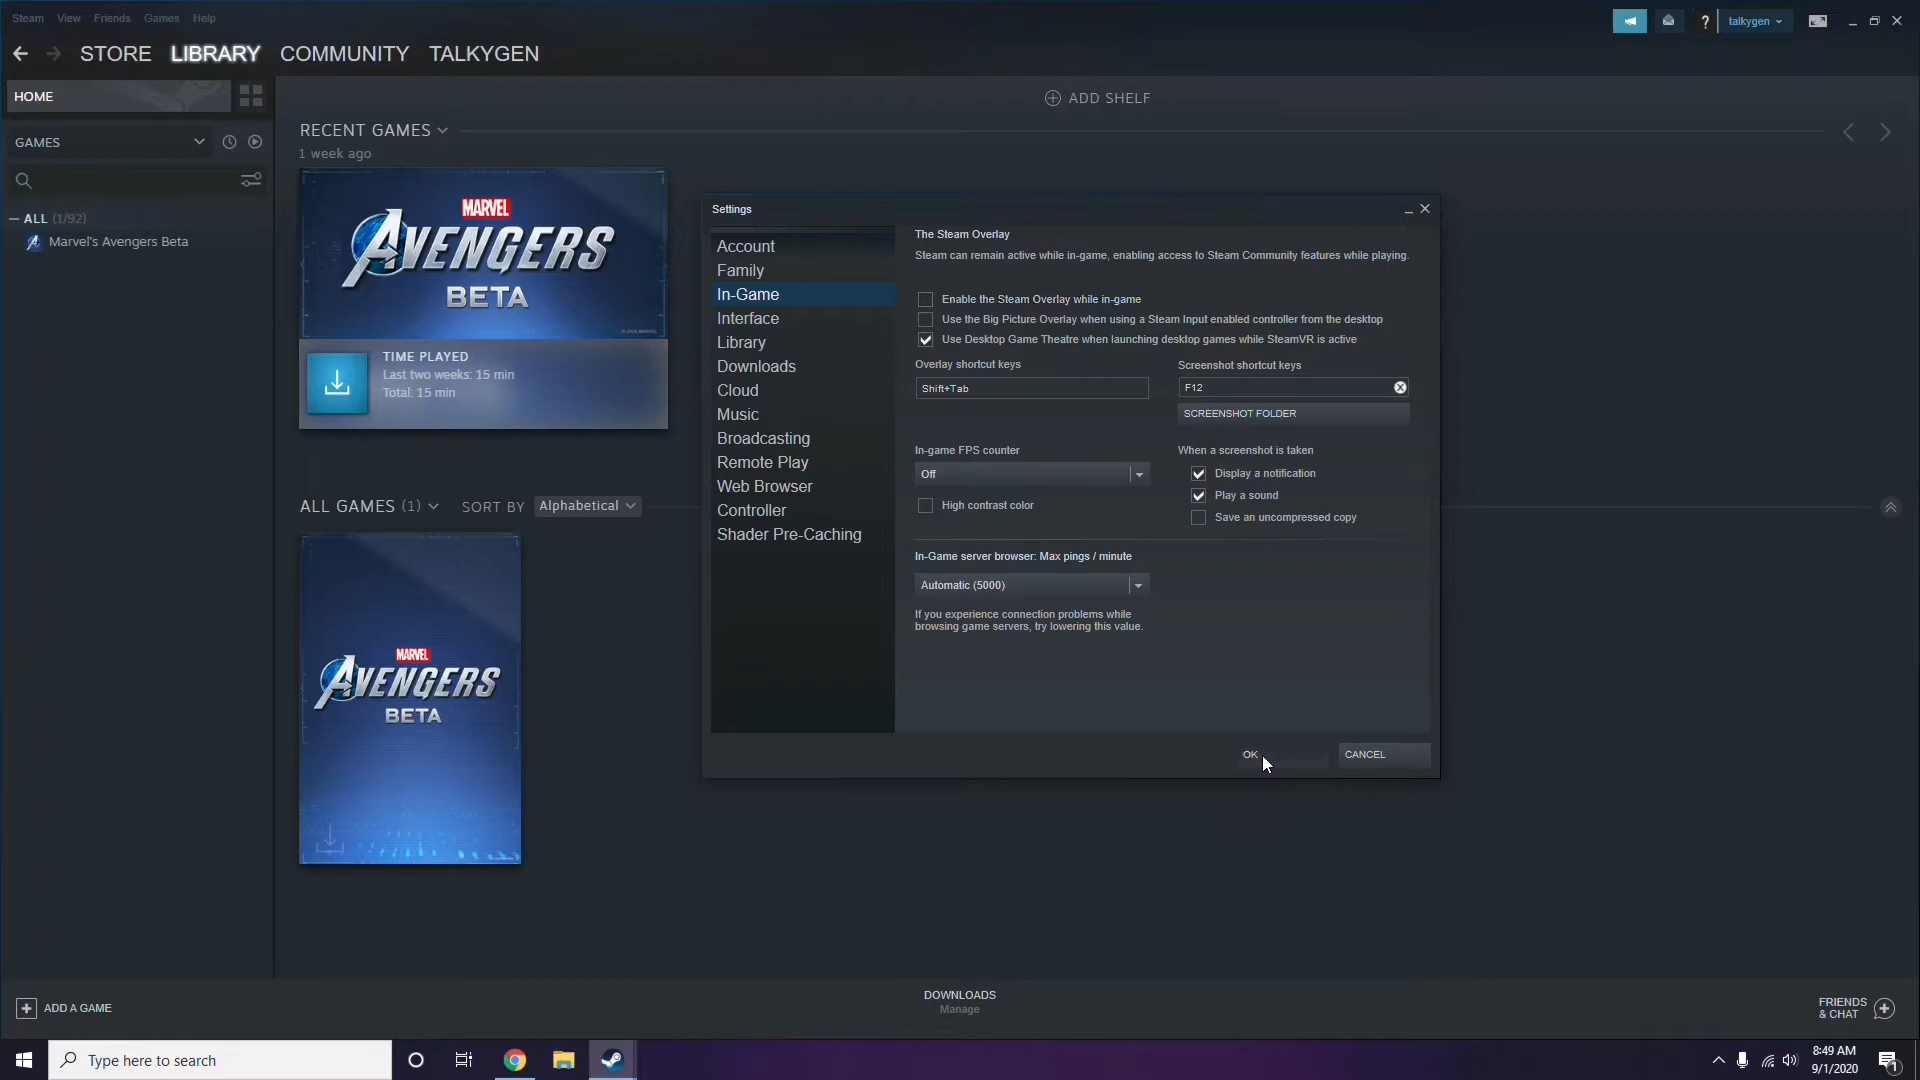 Steam View Friends Games Help
talkygen
STORE LIBRARY COMMUNITY TALKYGEN
HOME
ADD SHELF
GAMES
RECENT GAMES
1 week ago
ALL (1/92)
Marvel's Avengers Beta
MARVEL
AVENGERS
BETA
TIME PLAYED
Last two weeks: 15 min
Total: 15 min
ALL GAMES (1) SORT BY Alphabetical
MARVEL
AVENGERS
BETA
Settings
Account
Family
In-Game
Interface
Library
Downloads
Cloud
Music
Broadcasting
Remote Play
Web Browser
Controller
Shader Pre-Caching
The Steam Overlay
Steam can remain active while in-game, enabling access to Steam Community features while playing.
Enable the Steam Overlay while in-game
Use the Big Picture Overlay when using a Steam Input enabled controller from the desktop
Use Desktop Game Theatre when launching desktop games while SteamVR is active
Overlay shortcut keys
Shift+Tab
Screenshot shortcut keys
F12
SCREENSHOT FOLDER
In-game FPS counter
Off
High contrast color
When a screenshot is taken
Display a notification
Play a sound
Save an uncompressed copy
In-Game server browser: Max pings / minute
Automatic (5000)
If you experience connection problems while
browsing game servers, try lowering this value.
OK CANCEL
ADD A GAME
DOWNLOADS
Manage
FRIENDS
& CHAT
Type here to search
8:49 AM
9/1/2020
1